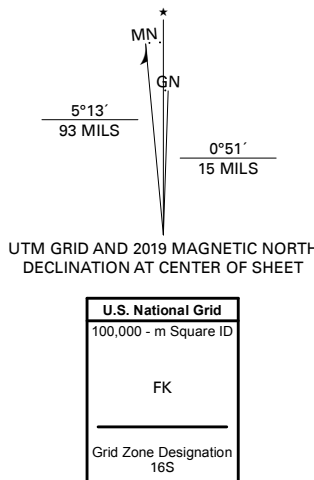 ★
MN
GN
5°13´
93 MILS
0°51´
15 MILS
UTM GRID AND 2019 MAGNETIC NORTH
DECLINATION AT CENTER OF SHEET
U.S. National Grid
100,000 - m Square ID
FK
Grid Zone Designation
16S